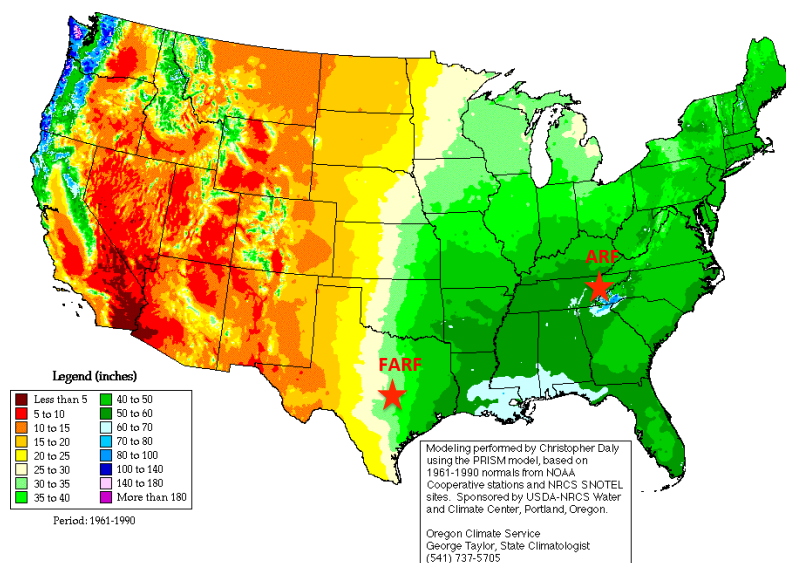 ARF
FARF
Legend (inches)
Less than 5
5 to 10
10 to 15
15 to 20
20 to 25
25 to 30
30 to 35
35 to 40
40 to 50
50 to 60
60 to 70
70 to 80
80 to 100
100 to 140
140 to 180
More than 180
Period: 1961-1990
Modeling performed by Christopher Daly
using the PRISM model, based on
1961-1990 normals from NOAA
Cooperative stations and NRCS SNOTEL
sites. Sponsored by USDA-NRCS Water
and Climate Center, Portland, Oregon.
Oregon Climate Service
George Taylor, State Climatologist
(541) 737-5705